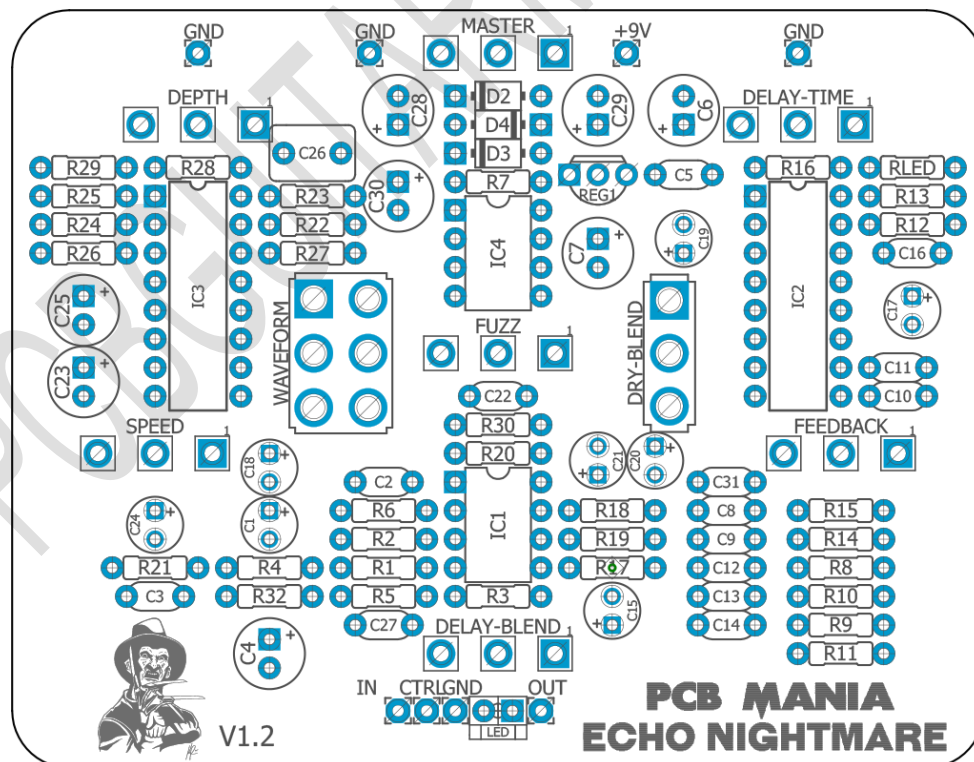 GND GND MASTER 1 +9V GND
DEPTH 1 C28 D2 C29 C6 DELAY-TIME 1
D4
R29 R28 C26 D3 R16 RLED
R25 R23 C30 R7 REG1 C5 R13
R24 R22 C19 R12
R26 R27 IC4 C7 C16
C25 IC3 IC2 C17
WAVEFORM FUZZ 1 DRY-BLEND
C23 C11
C22 C10
SPEED 1 R30 FEEDBACK 1
C18 R20 C21 C20
C2 C31
C24 C1 R6 IC1 R18 C8 R15
R2 R19 C9 R14
R21 R4 R1 R 7 C12 R8
C3 R32 R5 R3 C15 C13 R10
C4 C27 DELAY-BLEND 1 C14 R9
R11
IN CTRL GND OUT
LED
V1.2
PCB MANIA
ECHO NIGHTMARE